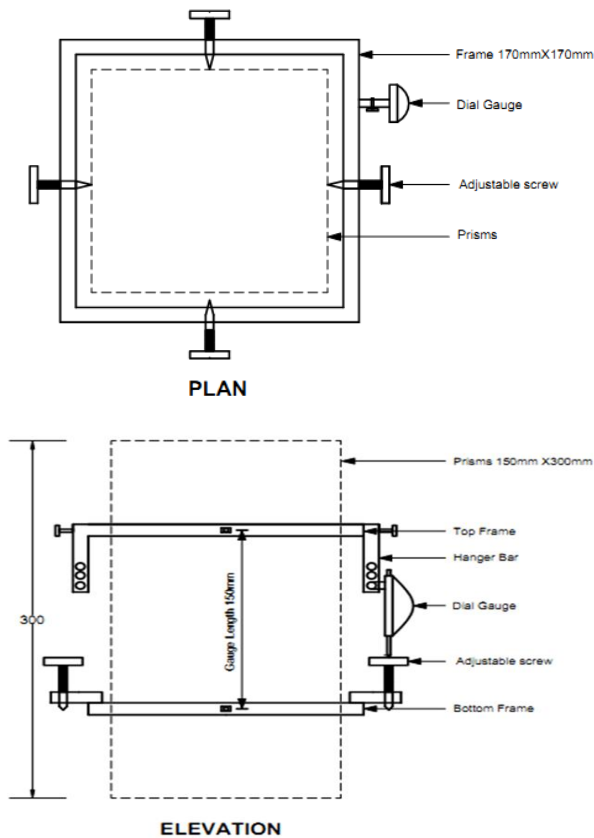 Frame 170mmX170mm
Dial Gauge
Adjustable screw
Prisms
PLAN
Prisms 150mm X300mm
Top Frame
Hanger Bar
Gauge Length 150mm
Dial Gauge
300
Adjustable screw
Bottom Frame
ELEVATION